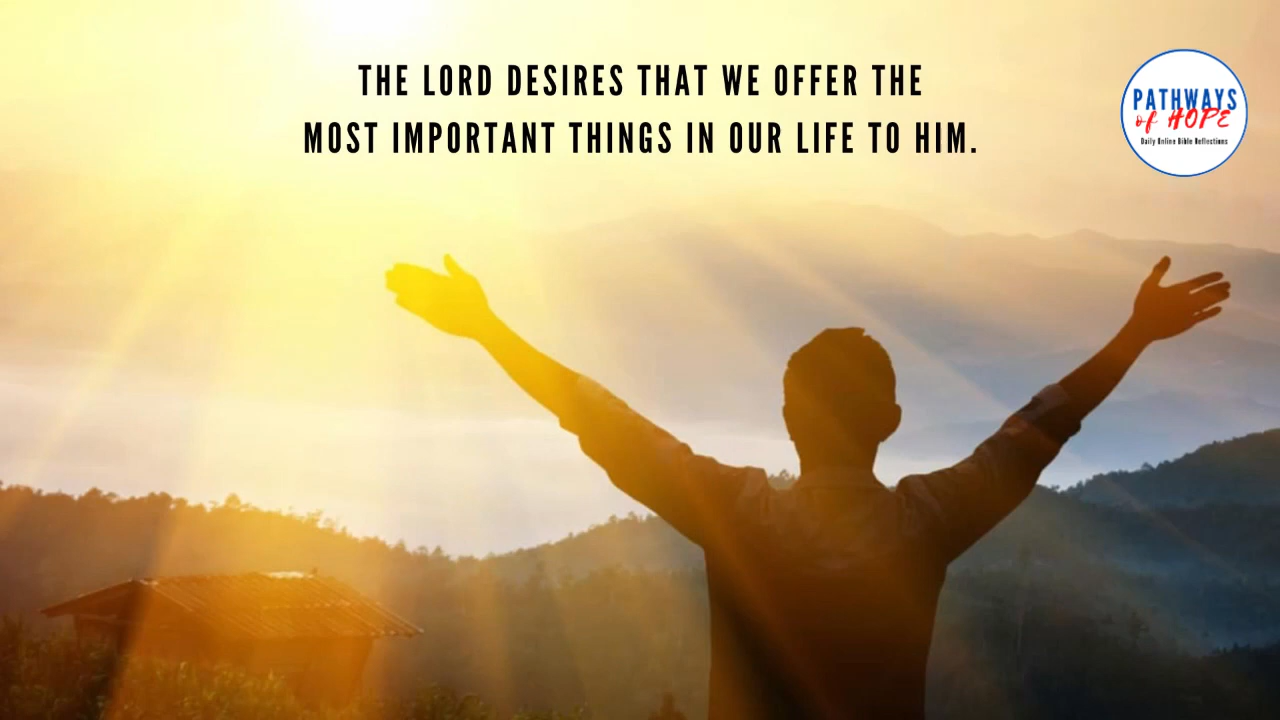 THE LORD DESIRES THAT WE OFFER THE
MOST IMPORTANT THINGS IN OUR LIFE TO HIM.
PATHWAYS
of HOPE
Daily Online Bible Reflections